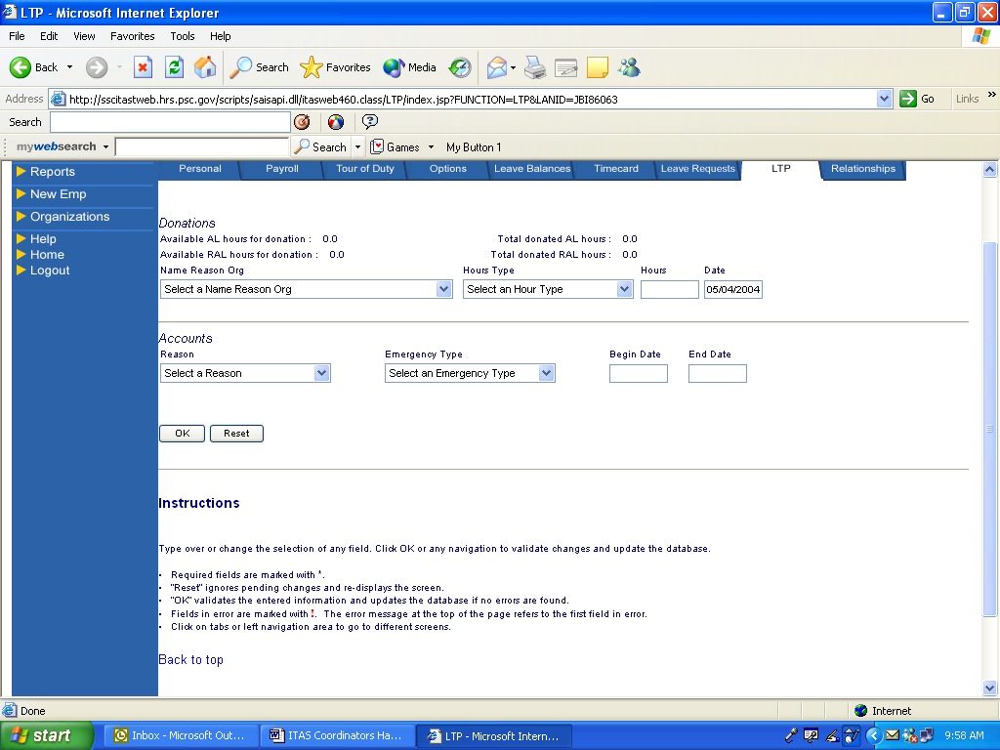 LTP - Microsoft Internet Explorer
File Edit View Favorites Tools Help
Back Search Favorites Media
Address http://sscitastweb.hrs.psc.gov/scripts/saisapi.dll/itasweb460.class/LTP/index.jsp?FUNCTION=LTP&LANID=JBI86063 Go Links »
Search
mywebsearch Search Games My Button 1
Reports
New Emp
Organizations
Help
Home
Logout
Personal Payroll Tour of Duty Options Leave Balances Timecard Leave Requests LTP Relationships
Donations
Available AL hours for donation : 0.0 Total donated AL hours : 0.0
Available RAL hours for donation : 0.0 Total donated RAL hours : 0.0
Name Reason Org Hours Type Hours Date
Select a Name Reason Org Select an Hour Type 05/04/2004
Accounts
Reason Emergency Type Begin Date End Date
Select a Reason Select an Emergency Type
OK Reset
Instructions
Type over or change the selection of any field. Click OK or any navigation to validate changes and update the database.
• Required fields are marked with *.
• "Reset" ignores pending changes and re-displays the screen.
• "OK" validates the entered information and updates the database if no errors are found.
• Fields in error are marked with !. The error message at the top of the page refers to the first field in error.
• Click on tabs or left navigation area to go to different screens.
Back to top
Done Internet
start Inbox - Microsoft Out... ITAS Coordinators Ha... LTP - Microsoft Intern... 9:58 AM